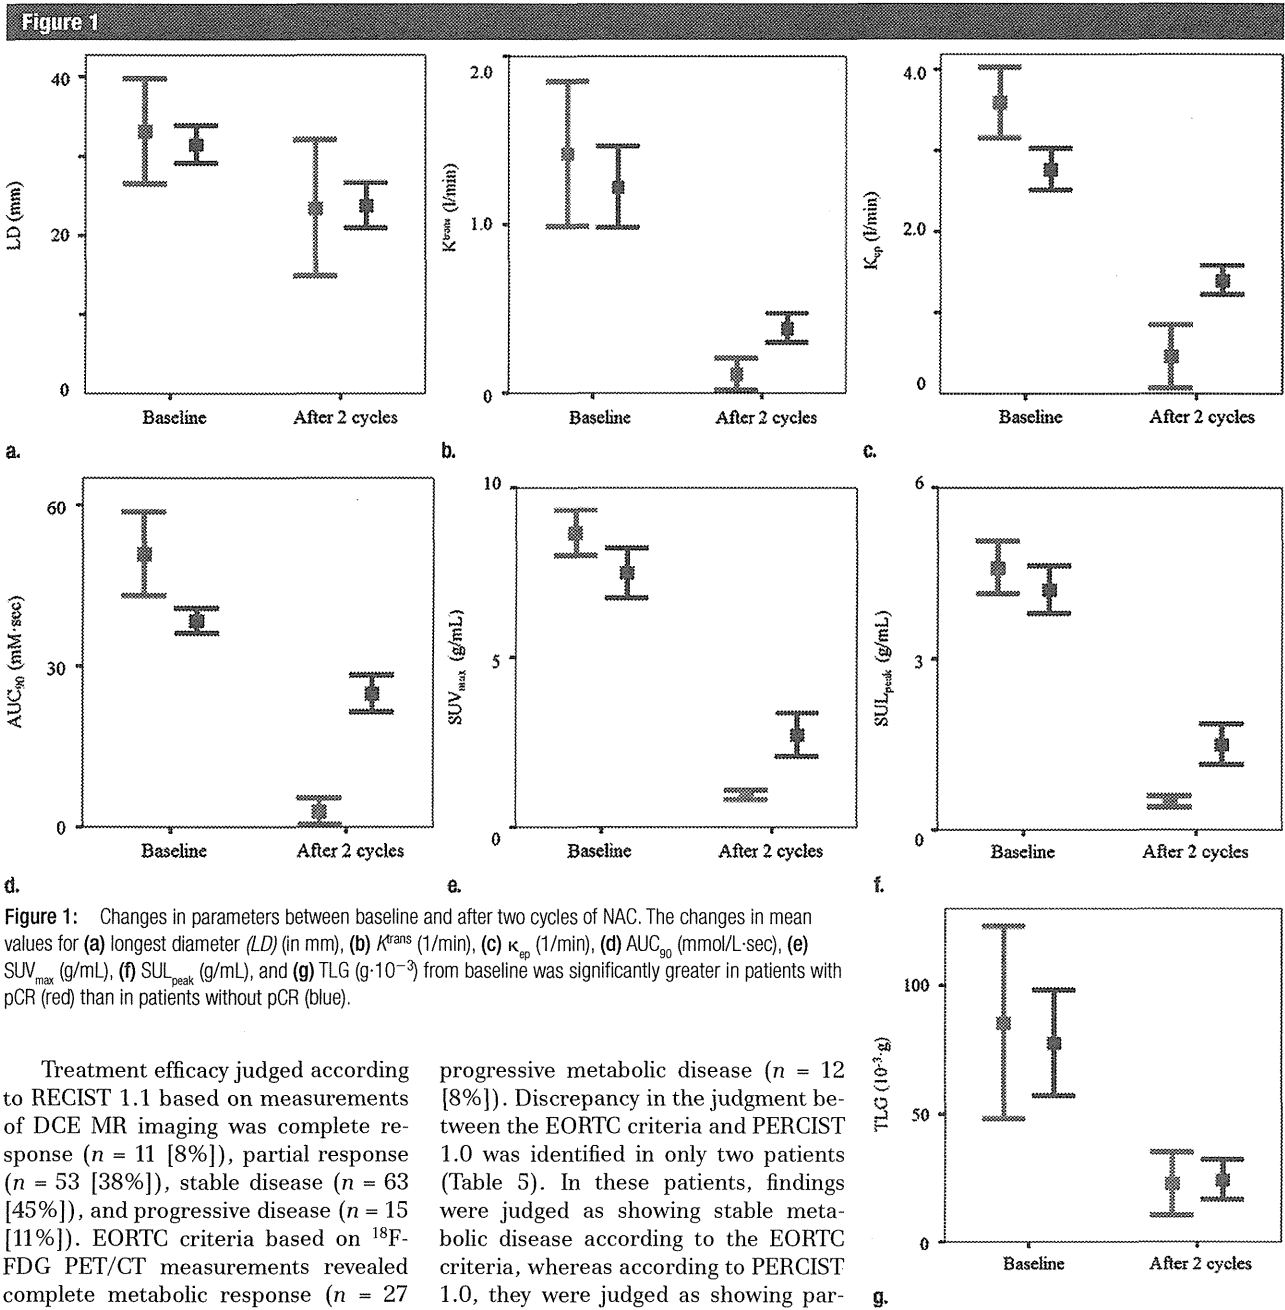 Figure 1
40
20
0
LD (mm)
Baseline
After 2 cycles
a.
2.0
1.0
0
K^trans (l/min)
Baseline
After 2 cycles
b.
4.0
2.0
0
K_ep (l/min)
Baseline
After 2 cycles
c.
60
30
0
AUC_90 (mM·sec)
Baseline
After 2 cycles
d.
10
5
0
SUV_max (g/mL)
Baseline
After 2 cycles
e.
6
3
0
SUL_peak (g/mL)
Baseline
After 2 cycles
f.
Figure 1: Changes in parameters between baseline and after two cycles of NAC. The changes in mean
values for (a) longest diameter (LD) (in mm), (b) K^trans (1/min), (c) κ_ep (1/min), (d) AUC_90 (mmol/L·sec), (e)
SUV_max (g/mL), (f) SUL_peak (g/mL), and (g) TLG (g·10⁻³) from baseline was significantly greater in patients with
pCR (red) than in patients without pCR (blue).
100
50
0
TLG (10⁻³·g)
Baseline
After 2 cycles
g.
Treatment efficacy judged according
to RECIST 1.1 based on measurements
of DCE MR imaging was complete re-
sponse (n = 11 [8%]), partial response
(n = 53 [38%]), stable disease (n = 63
[45%]), and progressive disease (n = 15
[11%]). EORTC criteria based on ¹⁸F-
FDG PET/CT measurements revealed
complete metabolic response (n = 27
progressive metabolic disease (n = 12
[8%]). Discrepancy in the judgment be-
tween the EORTC criteria and PERCIST
1.0 was identified in only two patients
(Table 5). In these patients, findings
were judged as showing stable meta-
bolic disease according to the EORTC
criteria, whereas according to PERCIST
1.0, they were judged as showing par-